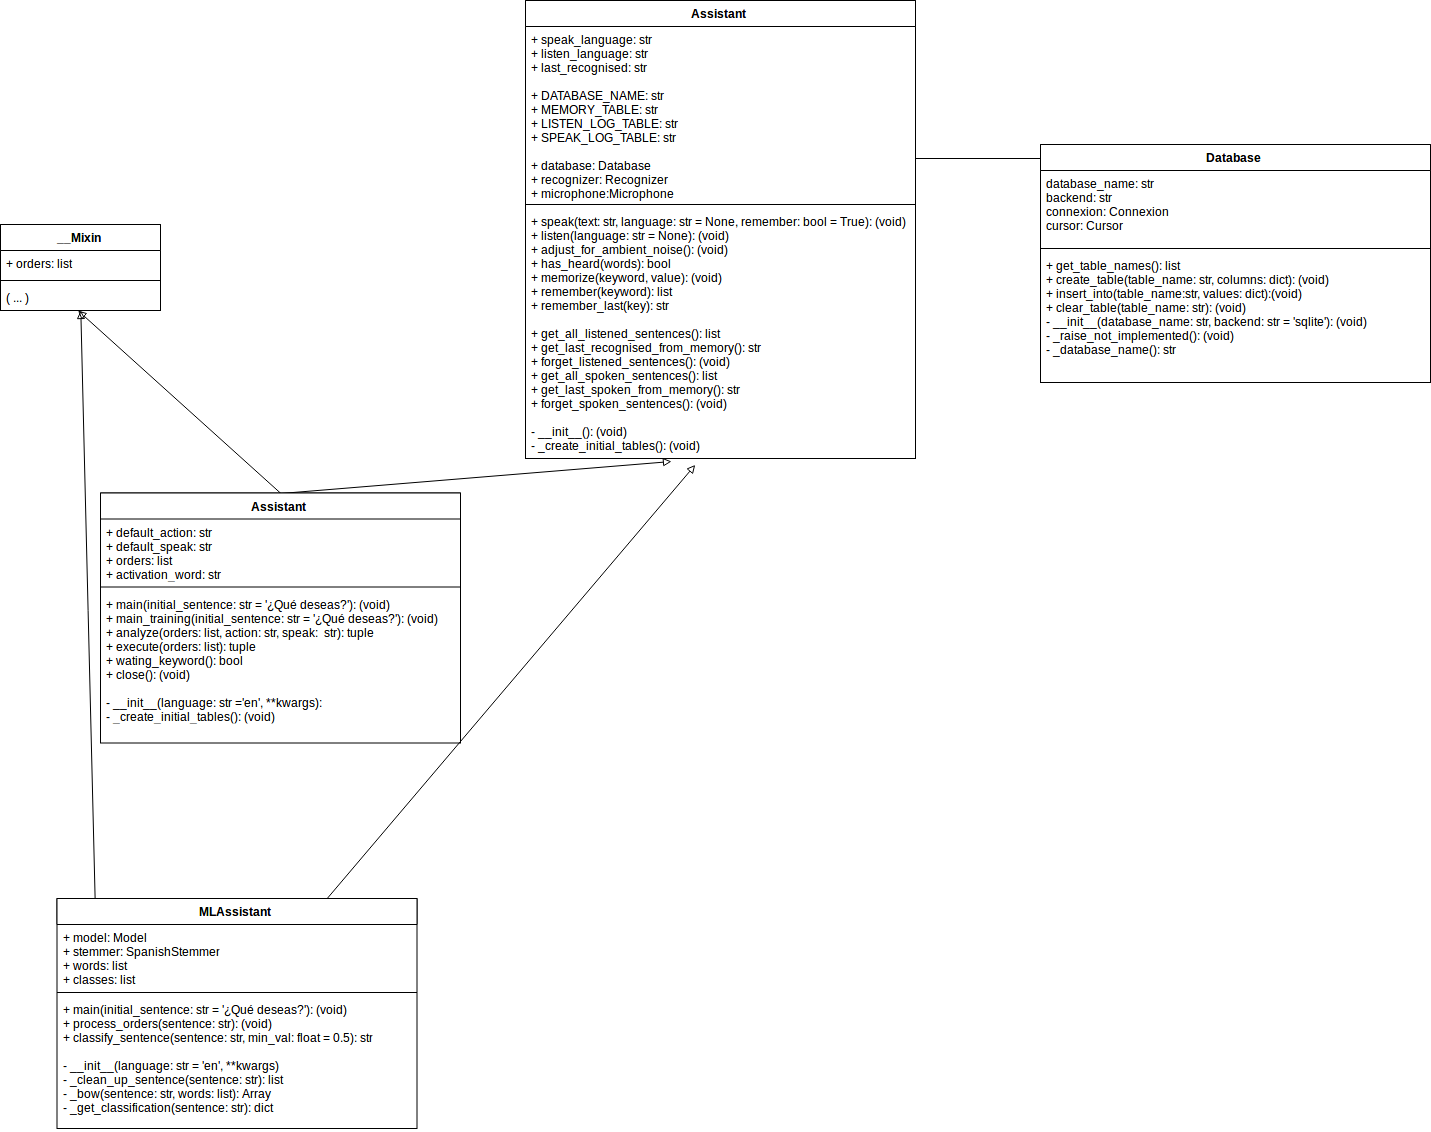 Assistant
+ speak_language: str
+ listen_language: str
+ last_recognised: str
+ DATABASE_NAME: str
+ MEMORY_TABLE: str
+ LISTEN_LOG_TABLE: str
+ SPEAK_LOG_TABLE: str
+ database: Database
+ recognizer: Recognizer
+ microphone:Microphone
+ speak(text: str, language: str = None, remember: bool = True): (void)
+ listen(language: str = None): (void)
+ adjust_for_ambient_noise(): (void)
+ has_heard(words): bool
+ memorize(keyword, value): (void)
+ remember(keyword): list
+ remember_last(key): str
+ get_all_listened_sentences(): list
+ get_last_recognised_from_memory(): str
+ forget_listened_sentences(): (void)
+ get_all_spoken_sentences(): list
+ get_last_spoken_from_memory(): str
+ forget_spoken_sentences(): (void)
- __init__(): (void)
- _create_initial_tables(): (void)
Database
database_name: str
backend: str
connexion: Connexion
cursor: Cursor
+ get_table_names(): list
+ create_table(table_name: str, columns: dict): (void)
+ insert_into(table_name:str, values: dict):(void)
+ clear_table(table_name: str): (void)
- __init__(database_name: str, backend: str = 'sqlite'): (void)
- _raise_not_implemented(): (void)
- _database_name(): str
__Mixin
+ orders: list
( ... )
Assistant
+ default_action: str
+ default_speak: str
+ orders: list
+ activation_word: str
+ main(initial_sentence: str = '¿Qué deseas?'): (void)
+ main_training(initial_sentence: str = '¿Qué deseas?'): (void)
+ analyze(orders: list, action: str, speak:  str): tuple
+ execute(orders: list): tuple
+ wating_keyword(): bool
+ close(): (void)
- __init__(language: str ='en', **kwargs):
- _create_initial_tables(): (void)
MLAssistant
+ model: Model
+ stemmer: SpanishStemmer
+ words: list
+ classes: list
+ main(initial_sentence: str = '¿Qué deseas?'): (void)
+ process_orders(sentence: str): (void)
+ classify_sentence(sentence: str, min_val: float = 0.5): str
- __init__(language: str = 'en', **kwargs)
- _clean_up_sentence(sentence: str): list
- _bow(sentence: str, words: list): Array
- _get_classification(sentence: str): dict